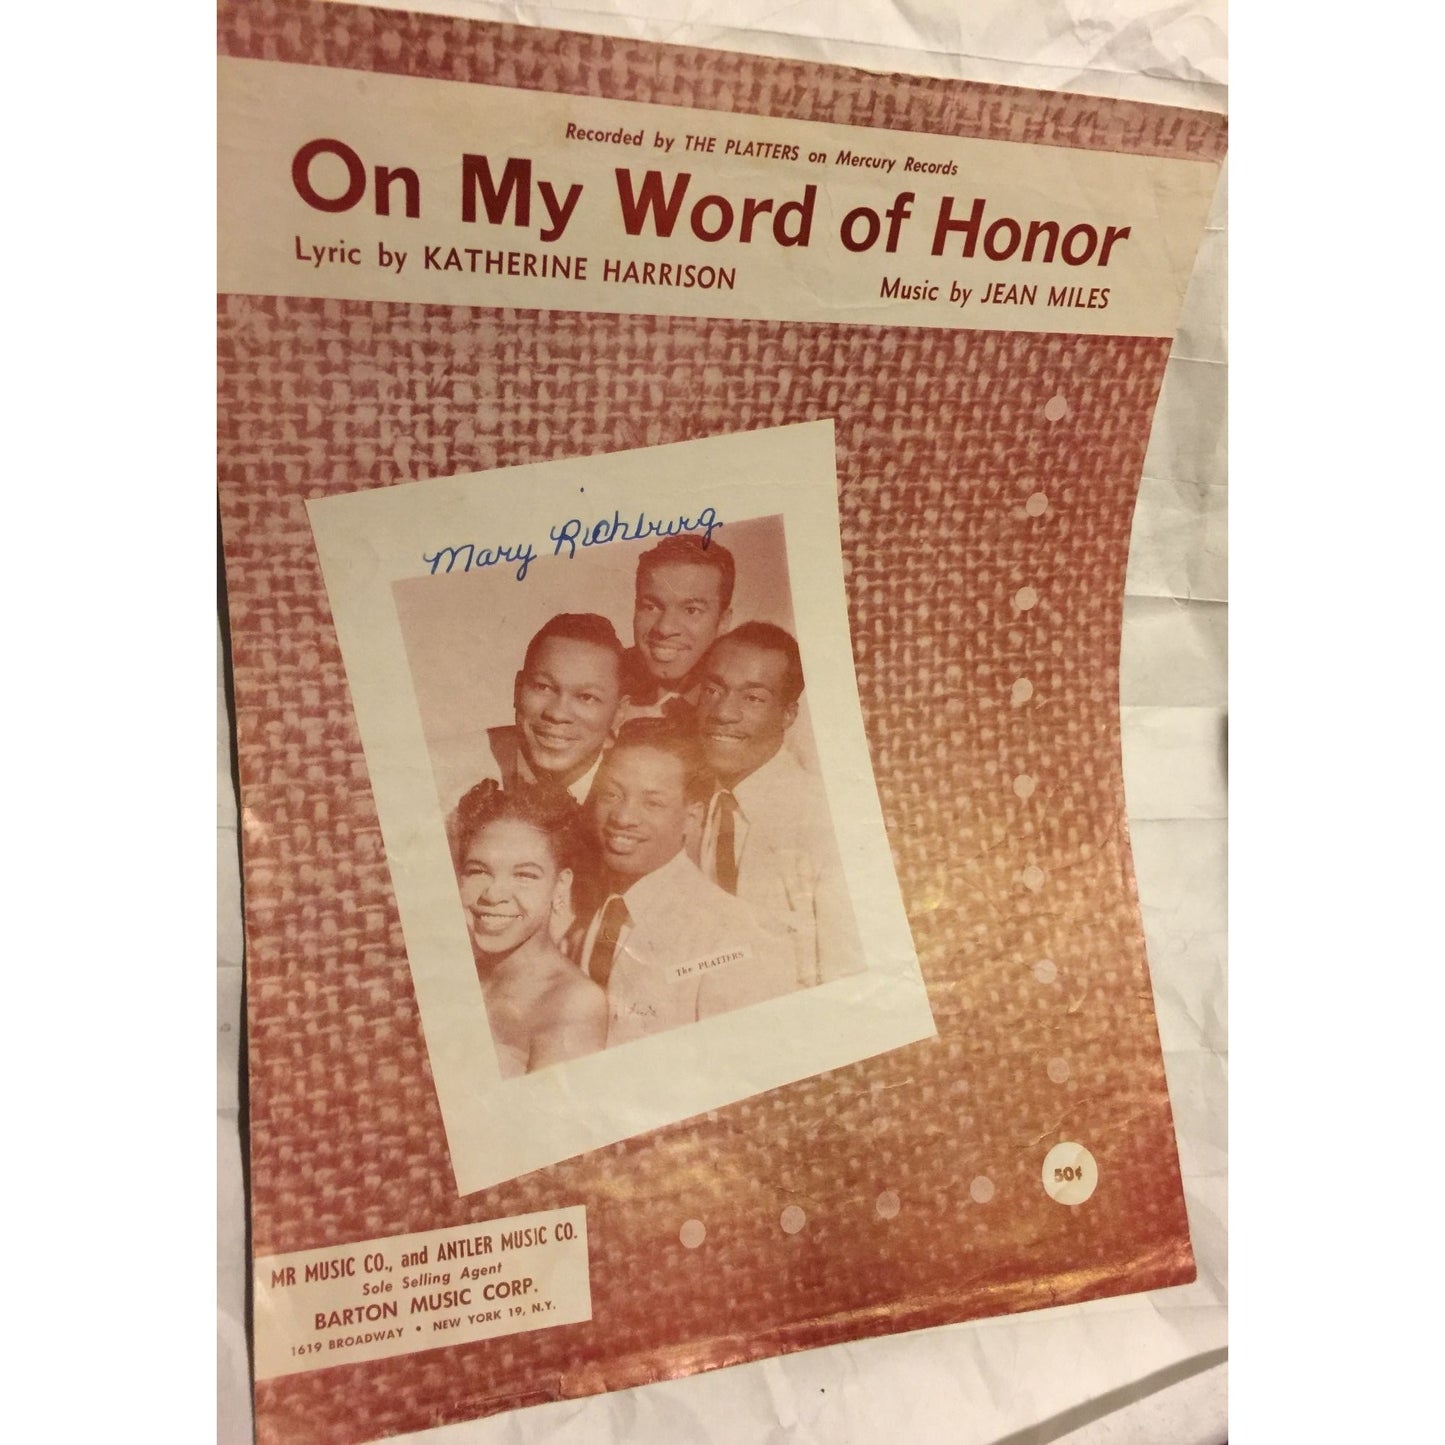 Recorded by THE PLATTERS on Mercury Records
On My Word of Honor
Lyric by KATHERINE HARRISON
Music by JEAN MILES
Mary Richburg
The PLATTERS
50¢
MR MUSIC CO., and ANTLER MUSIC CO.
Sole Selling Agent
BARTON MUSIC CORP.
1619 BROADWAY • NEW YORK 19, N.Y.